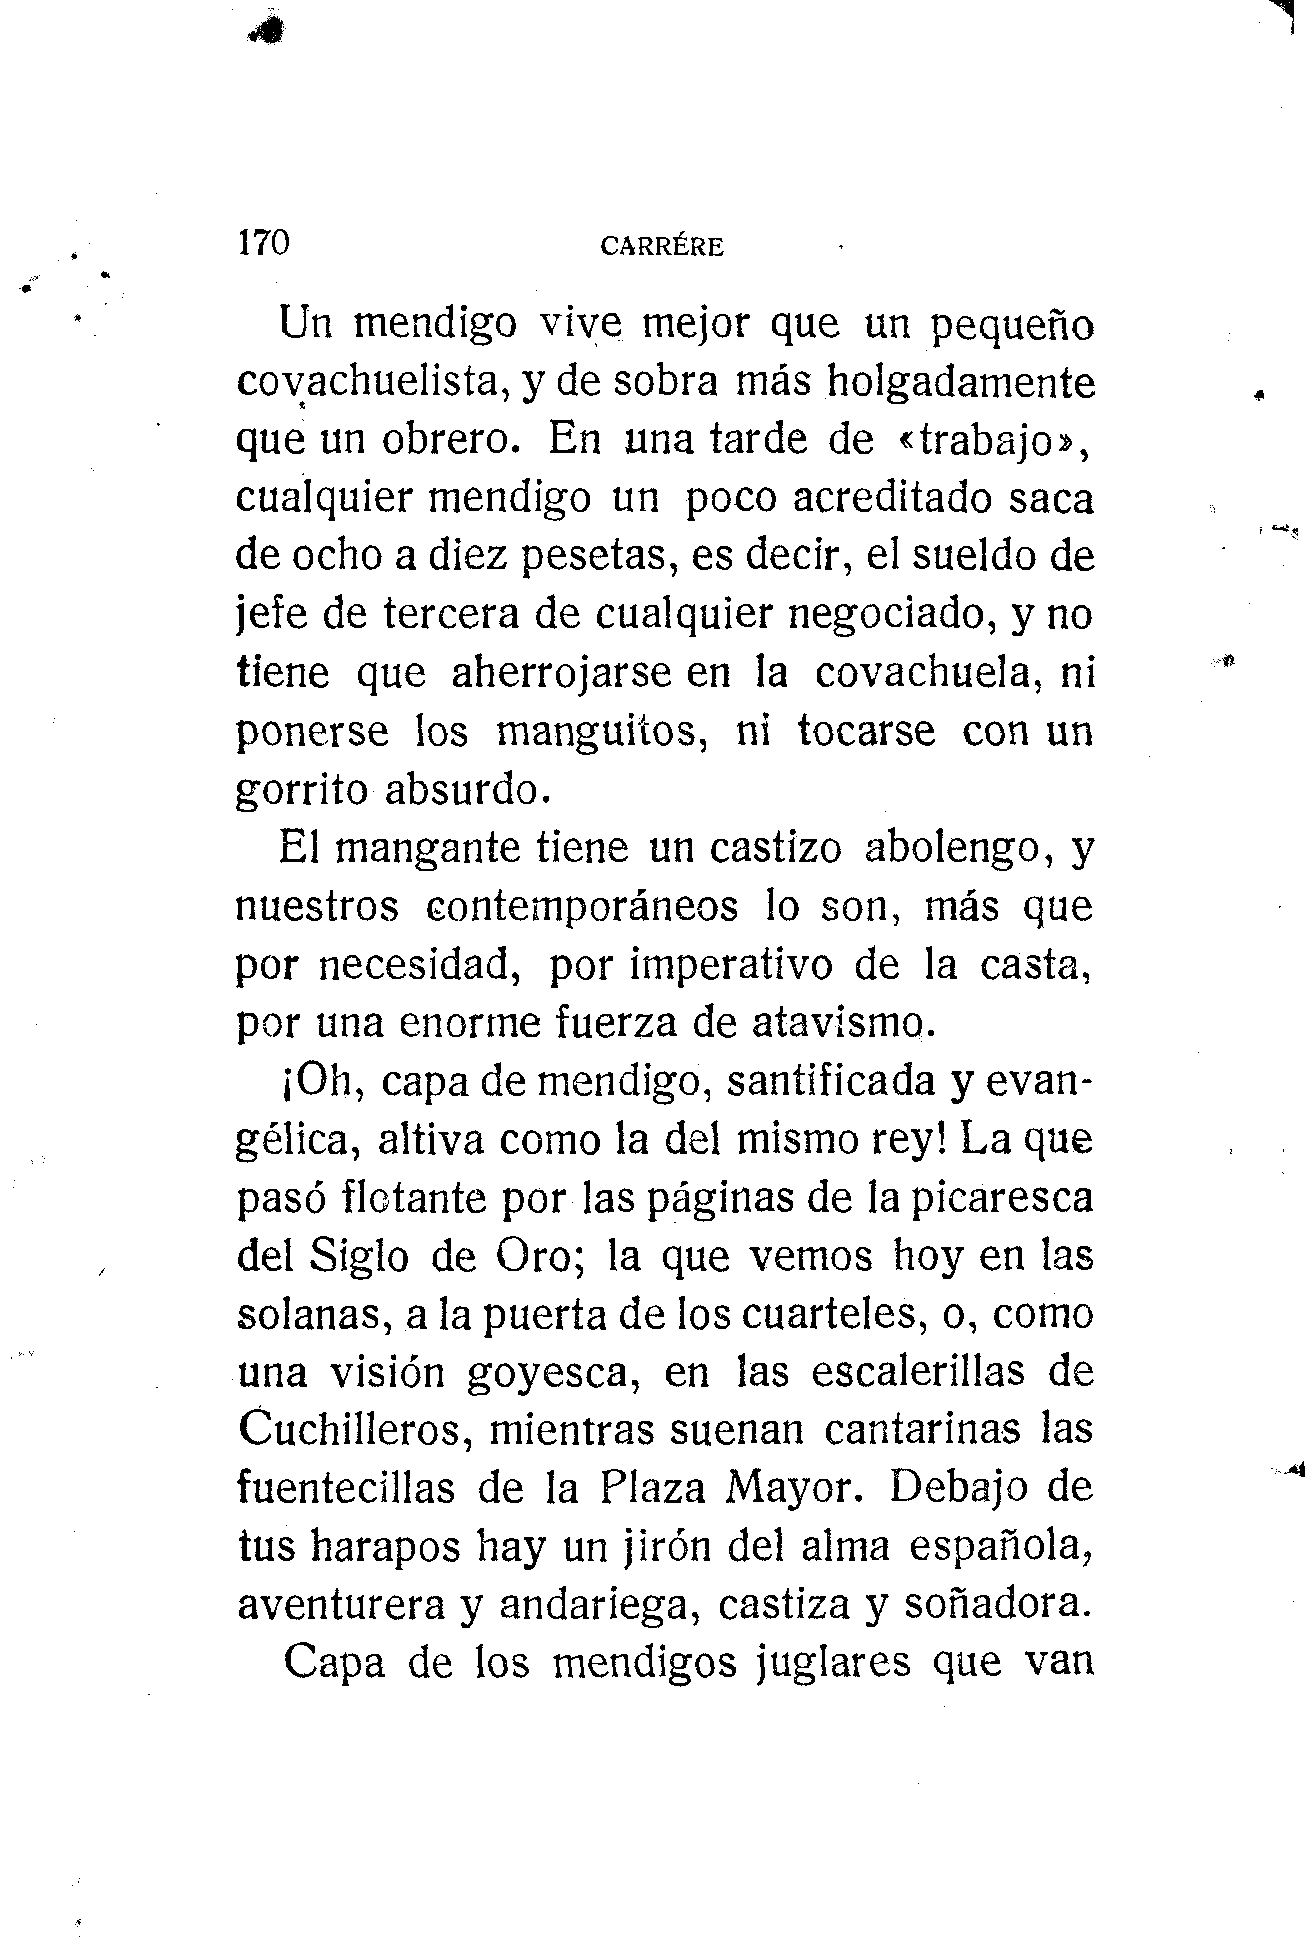 170 CARRÉRE
Un mendigo vive mejor que un pequeño
covachuelista, y de sobra más holgadamente
que un obrero. En una tarde de «trabajo»,
cualquier mendigo un poco acreditado saca
de ocho a diez pesetas, es decir, el sueldo de
jefe de tercera de cualquier negociado, y no
tiene que aherrojarse en la covachuela, ni
ponerse los manguitos, ni tocarse con un
gorrito absurdo.
El mangante tiene un castizo abolengo, y
nuestros contemporáneos lo son, más que
por necesidad, por imperativo de la casta,
por una enorme fuerza de atavismo.
¡Oh, capa de mendigo, santificada y evan-
gélica, altiva como la del mismo rey! La que
pasó flotante por las páginas de la picaresca
del Siglo de Oro; la que vemos hoy en las
solanas, a la puerta de los cuarteles, o, como
una visión goyesca, en las escalerillas de
Cuchilleros, mientras suenan cantarinas las
fuentecillas de la Plaza Mayor. Debajo de
tus harapos hay un jirón del alma española,
aventurera y andariega, castiza y soñadora.
Capa de los mendigos juglares que van